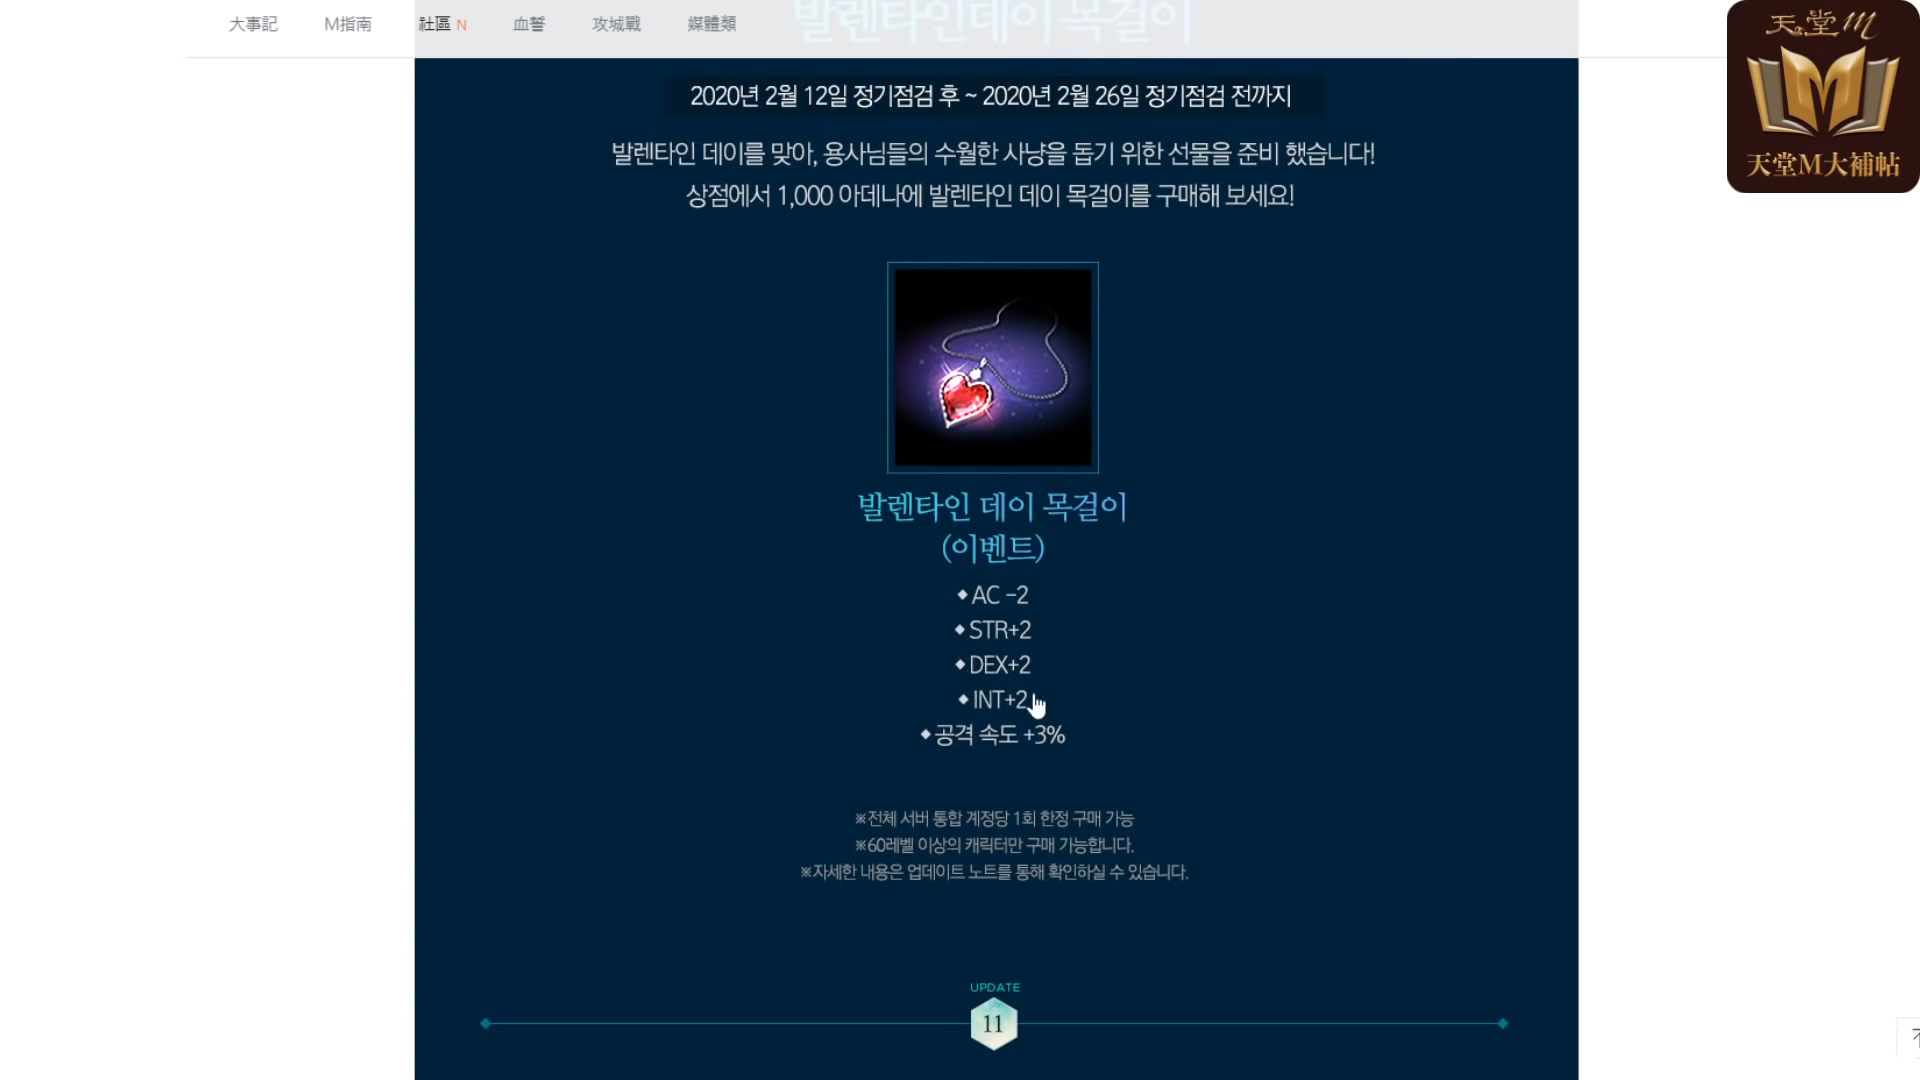 大事記 M指南 社區 N 血誓 攻城戰 媒體類
발렌타인데이 목걸이
天堂M
天堂M大補帖
2020년 2월 12일 정기점검 후 ~ 2020년 2월 26일 정기점검 전까지
발렌타인 데이를 맞아, 용사님들의 수월한 사냥을 돕기 위한 선물을 준비 했습니다!
상점에서 1,000 아데나에 발렌타인 데이 목걸이를 구매해 보세요!
발렌타인 데이 목걸이
(이벤트)
◆ AC -2
◆ STR+2
◆ DEX+2
◆ INT+2
◆ 공격 속도 +3%
※전체 서버 통합 계정당 1회 한정 구매 가능
※60레벨 이상의 캐릭터만 구매 가능합니다.
※자세한 내용은 업데이트 노트를 통해 확인하실 수 있습니다.
UPDATE
11